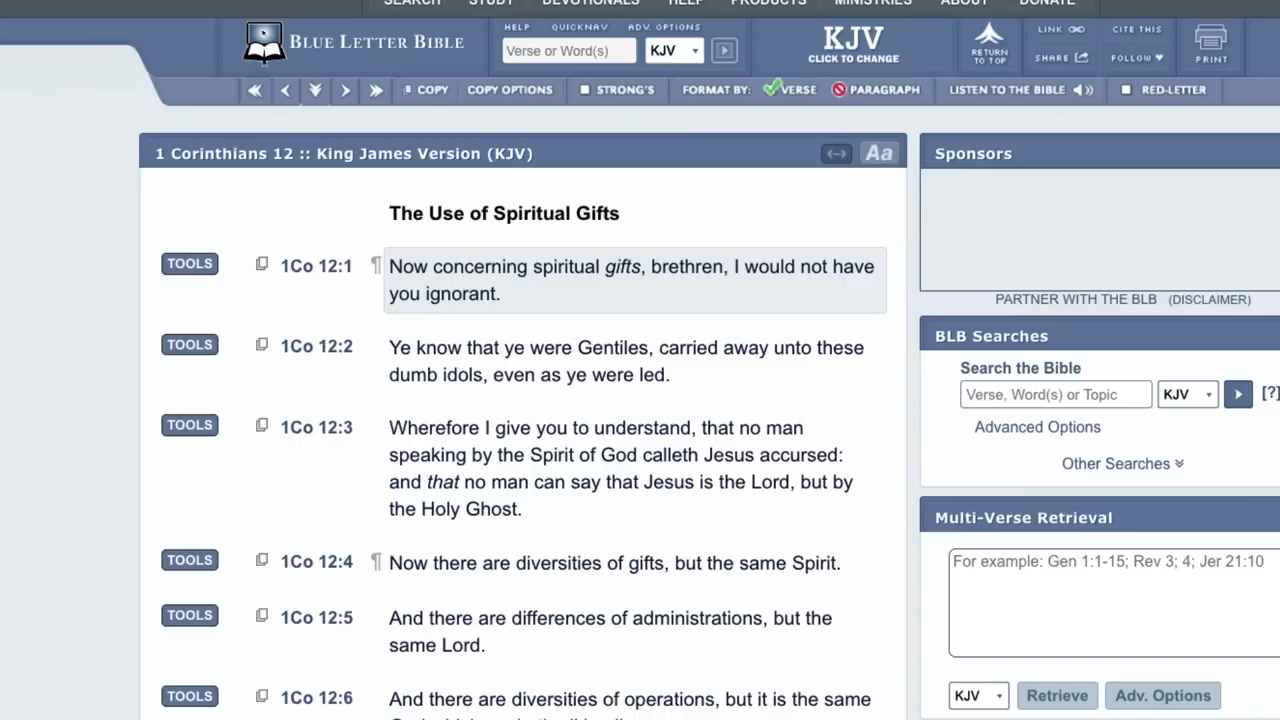 SEARCH STUDY DEVOTIONALS HELP PRODUCTS MINISTRIES ABOUT DONATE
BLUE LETTER BIBLE
HELP QUICKNAV ADV. OPTIONS
Verse or Word(s) KJV
KJV
CLICK TO CHANGE
RETURN
TO TOP
LINK CITE THIS
SHARE FOLLOW
PRINT
COPY COPY OPTIONS STRONG'S FORMAT BY: VERSE PARAGRAPH LISTEN TO THE BIBLE RED-LETTER
1 Corinthians 12 :: King James Version (KJV) Aa
The Use of Spiritual Gifts
TOOLS 1Co 12:1 ¶ Now concerning spiritual gifts, brethren, I would not have
you ignorant.
TOOLS 1Co 12:2 Ye know that ye were Gentiles, carried away unto these
dumb idols, even as ye were led.
TOOLS 1Co 12:3 Wherefore I give you to understand, that no man
speaking by the Spirit of God calleth Jesus accursed:
and that no man can say that Jesus is the Lord, but by
the Holy Ghost.
TOOLS 1Co 12:4 ¶ Now there are diversities of gifts, but the same Spirit.
TOOLS 1Co 12:5 And there are differences of administrations, but the
same Lord.
TOOLS 1Co 12:6 And there are diversities of operations, but it is the same
Sponsors
PARTNER WITH THE BLB (DISCLAIMER)
BLB Searches
Search the Bible
Verse, Word(s) or Topic KJV [?]
Advanced Options
Other Searches
Multi-Verse Retrieval
For example: Gen 1:1-15; Rev 3; 4; Jer 21:10
KJV Retrieve Adv. Options